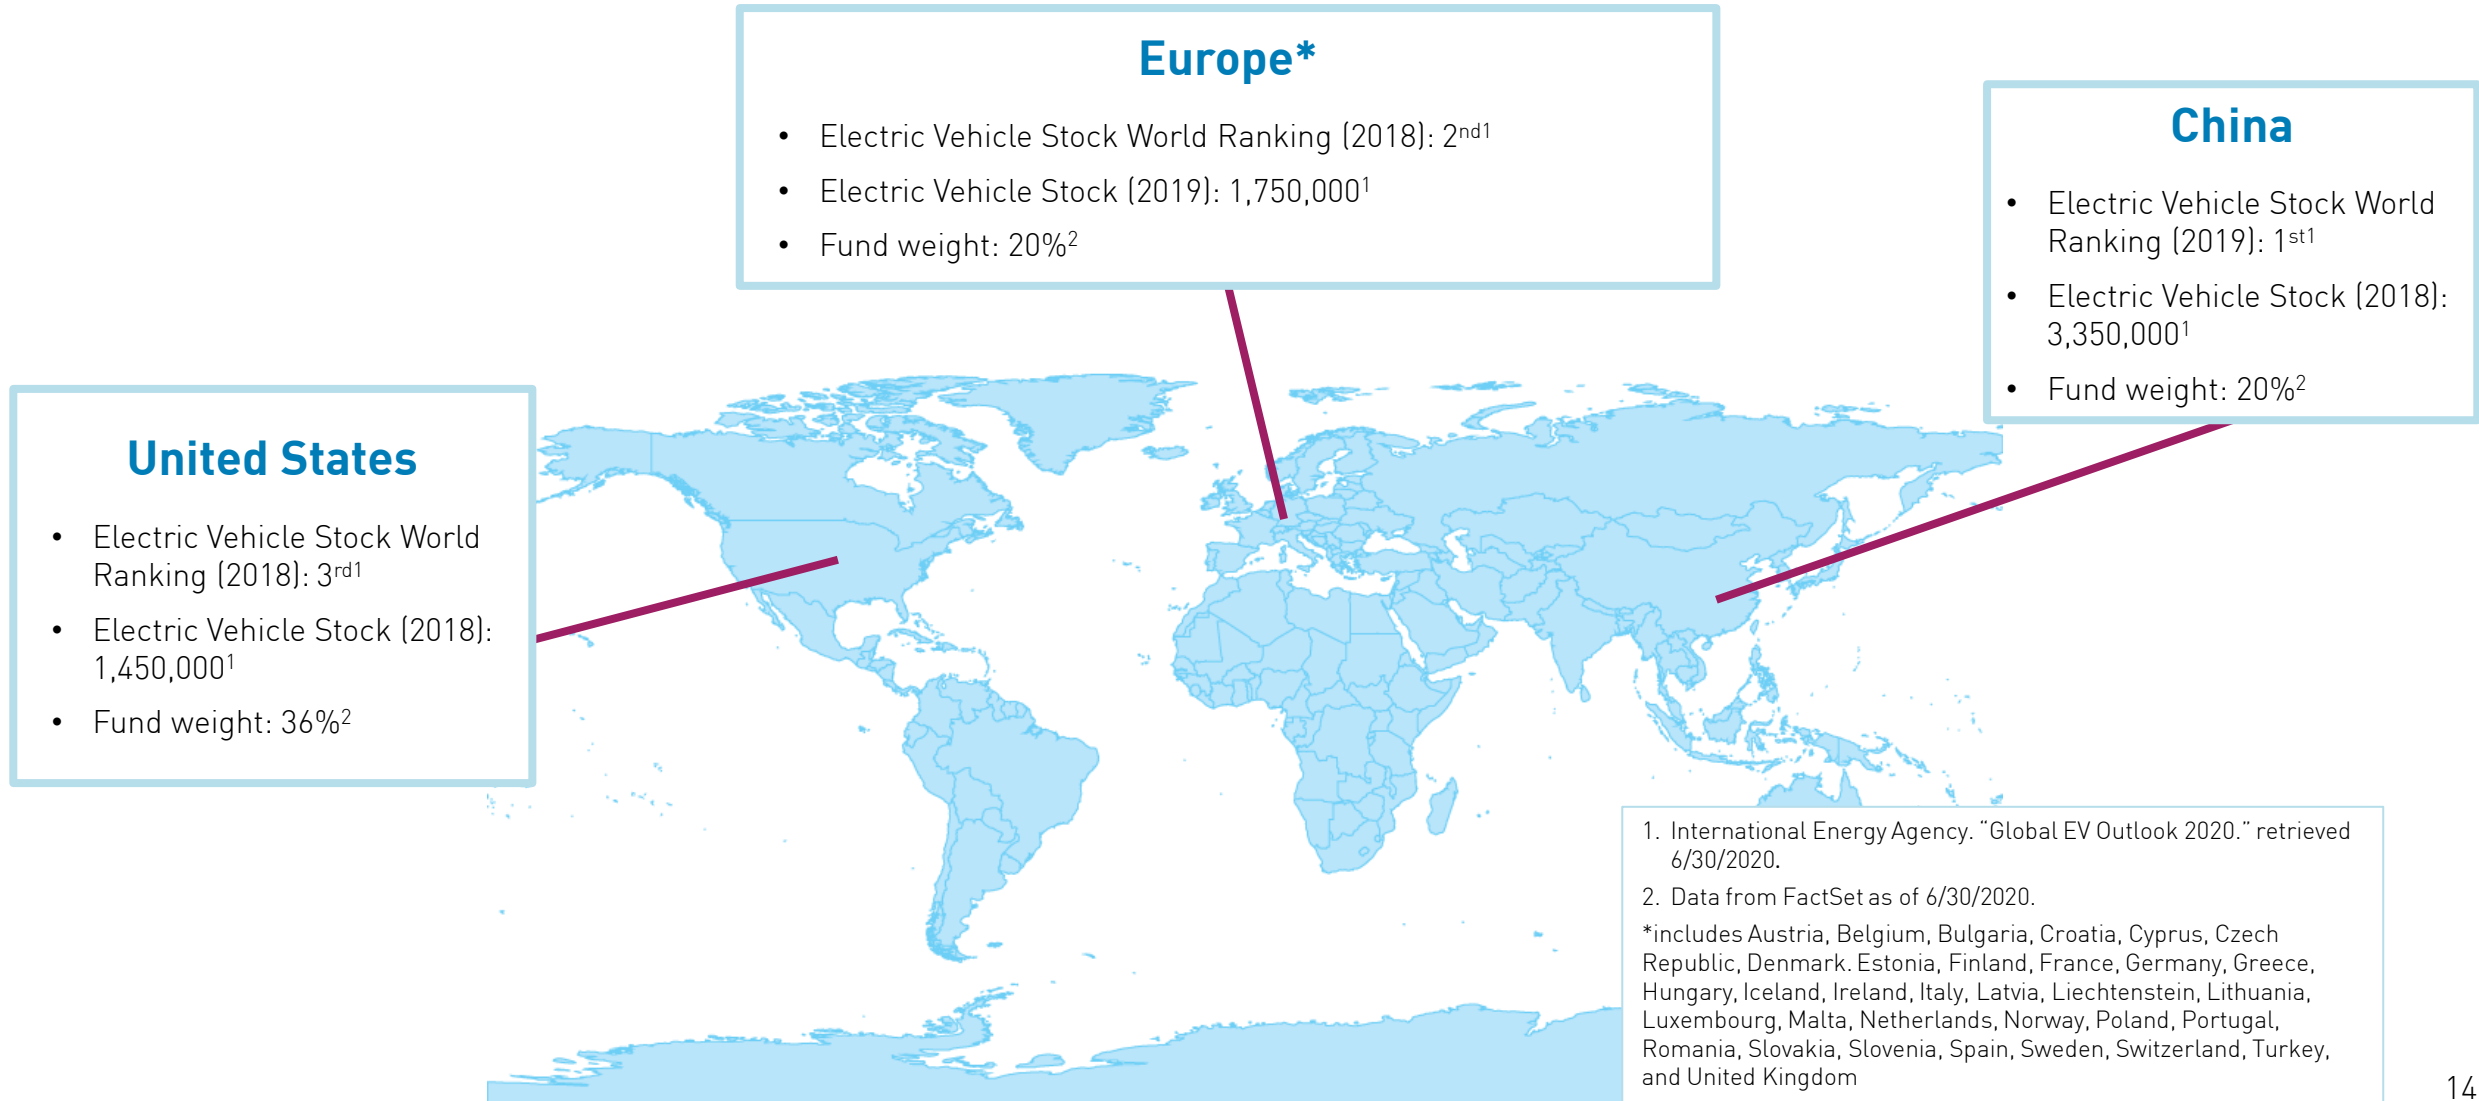 Europe*
• Electric Vehicle Stock World Ranking (2018): 2nd1
• Electric Vehicle Stock (2019): 1,750,0001
• Fund weight: 20%2
China
• Electric Vehicle Stock World
Ranking (2019): 1st1
• Electric Vehicle Stock (2018):
3,350,0001
• Fund weight: 20%2
United States
• Electric Vehicle Stock World
Ranking (2018): 3rd1
• Electric Vehicle Stock (2018):
1,450,0001
• Fund weight: 36%2
1. International Energy Agency. “Global EV Outlook 2020.” retrieved
6/30/2020.
2. Data from FactSet as of 6/30/2020.
*includes Austria, Belgium, Bulgaria, Croatia, Cyprus, Czech
Republic, Denmark. Estonia, Finland, France, Germany, Greece,
Hungary, Iceland, Ireland, Italy, Latvia, Liechtenstein, Lithuania,
Luxembourg, Malta, Netherlands, Norway, Poland, Portugal,
Romania, Slovakia, Slovenia, Spain, Sweden, Switzerland, Turkey,
and United Kingdom
14